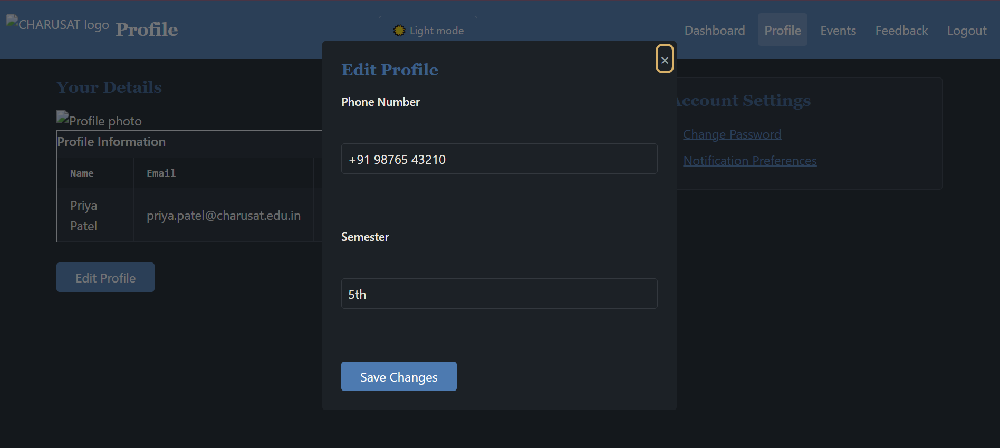 CHARUSAT logo
Profile
Light mode
Dashboard
Profile
Events
Feedback
Logout
Your Details
Profile photo
Profile Information
Name Email
Priya
Patel
priya.patel@charusat.edu.in
Edit Profile
Edit Profile
×
Phone Number
+91 98765 43210
Semester
5th
Save Changes
Account Settings
Change Password
Notification Preferences